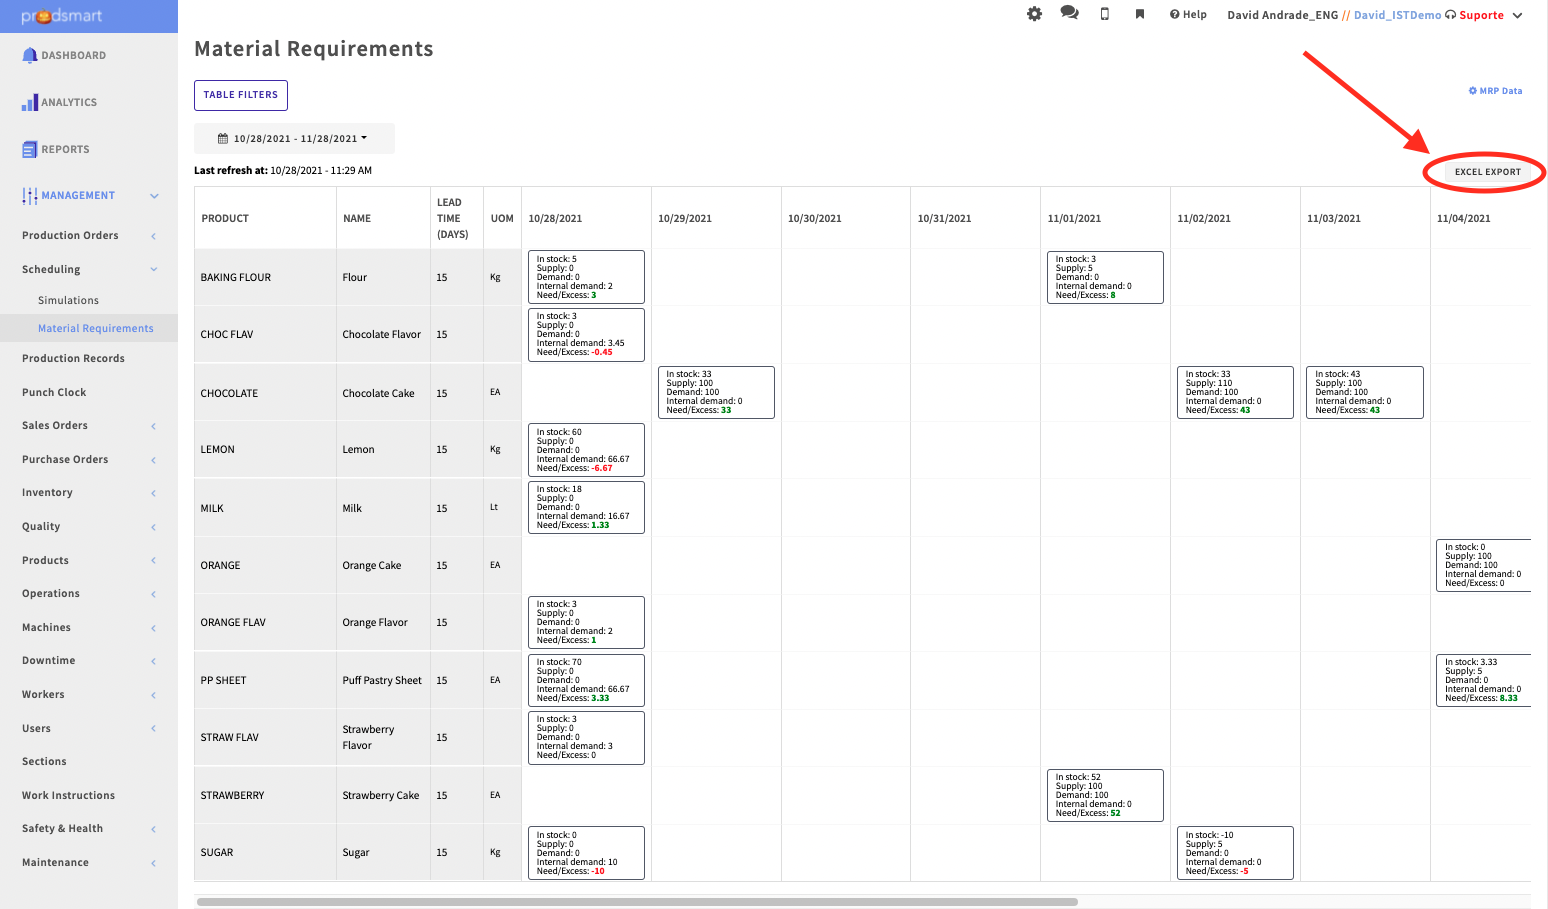 prodsmart
Help
David Andrade_ENG // David_ISTDemo Suporte
DASHBOARD
ANALYTICS
REPORTS
MANAGEMENT
Production Orders
Scheduling
Simulations
Material Requirements
Production Records
Punch Clock
Sales Orders
Purchase Orders
Inventory
Quality
Products
Operations
Machines
Downtime
Workers
Users
Sections
Work Instructions
Safety & Health
Maintenance
Material Requirements
TABLE FILTERS
MRP Data
10/28/2021 - 11/28/2021
Last refresh at: 10/28/2021 - 11:29 AM
EXCEL EXPORT
PRODUCT NAME LEAD TIME (DAYS) UOM 10/28/2021 10/29/2021 10/30/2021 10/31/2021 11/01/2021 11/02/2021 11/03/2021 11/04/2021
BAKING FLOUR Flour 15 Kg
In stock: 5
Supply: 0
Demand: 0
Internal demand: 2
Need/Excess: 3
In stock: 3
Supply: 5
Demand: 0
Internal demand: 0
Need/Excess: 8
CHOC FLAV Chocolate Flavor 15
In stock: 3
Supply: 0
Demand: 0
Internal demand: 3.45
Need/Excess: -0.45
CHOCOLATE Chocolate Cake 15 EA
In stock: 33
Supply: 100
Demand: 100
Internal demand: 0
Need/Excess: 33
In stock: 33
Supply: 110
Demand: 100
Internal demand: 0
Need/Excess: 43
In stock: 43
Supply: 100
Demand: 100
Internal demand: 0
Need/Excess: 43
LEMON Lemon 15 Kg
In stock: 60
Supply: 0
Demand: 0
Internal demand: 66.67
Need/Excess: -6.67
MILK Milk 15 Lt
In stock: 18
Supply: 0
Demand: 0
Internal demand: 16.67
Need/Excess: 1.33
ORANGE Orange Cake 15 EA
In stock: 0
Supply: 100
Demand: 100
Internal demand: 0
Need/Excess: 0
ORANGE FLAV Orange Flavor 15
In stock: 3
Supply: 0
Demand: 0
Internal demand: 2
Need/Excess: 1
PP SHEET Puff Pastry Sheet 15 EA
In stock: 70
Supply: 0
Demand: 0
Internal demand: 66.67
Need/Excess: 3.33
In stock: 3.33
Supply: 5
Demand: 0
Internal demand: 0
Need/Excess: 8.33
STRAW FLAV Strawberry Flavor 15
In stock: 3
Supply: 0
Demand: 0
Internal demand: 3
Need/Excess: 0
STRAWBERRY Strawberry Cake 15 EA
In stock: 52
Supply: 100
Demand: 100
Internal demand: 0
Need/Excess: 52
SUGAR Sugar 15 Kg
In stock: 0
Supply: 0
Demand: 0
Internal demand: 10
Need/Excess: -10
In stock: -10
Supply: 5
Demand: 0
Internal demand: 0
Need/Excess: -5